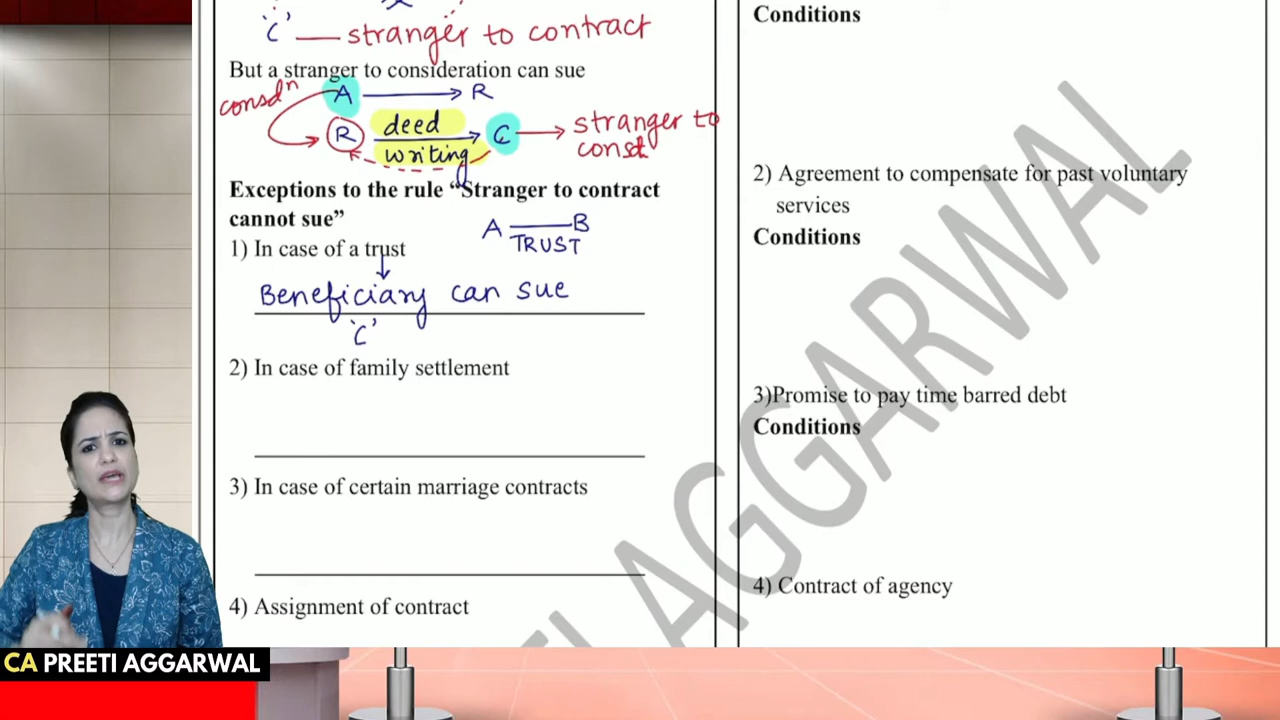 'C' — stranger to contract
But a stranger to consideration can sue
consdⁿ A → R
R deed C → stranger to
writing consd
Exceptions to the rule "Stranger to contract
cannot sue"
A — B
TRUST
1) In case of a trust
Beneficiary can sue
'C'
2) In case of family settlement
3) In case of certain marriage contracts
4) Assignment of contract
Conditions
2) Agreement to compensate for past voluntary
services
Conditions
3)Promise to pay time barred debt
Conditions
4) Contract of agency
AGGARWAL
CA PREETI AGGARWAL